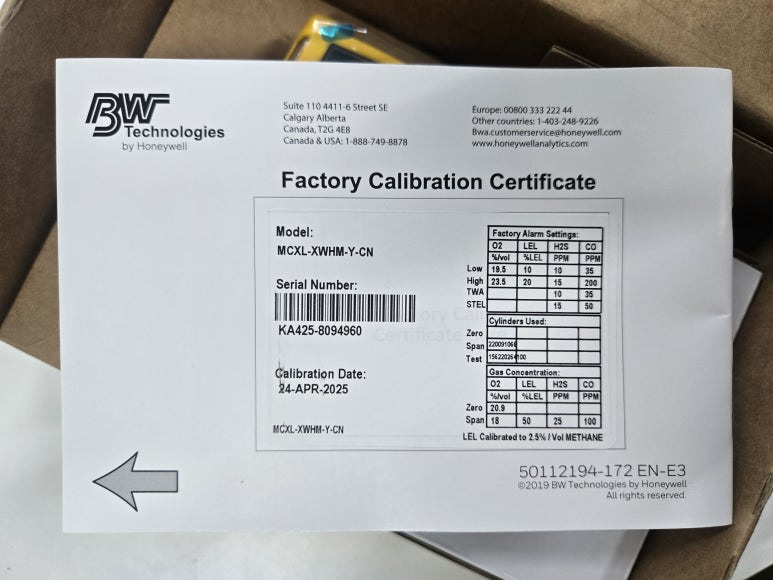 BW
Technologies
by Honeywell
Suite 110 4411-6 Street SE
Calgary Alberta
Canada, T2G 4E8
Canada & USA: 1-888-749-8878
Europe: 00800 333 222 44
Other countries: 1-403-248-9226
Bwa.customerservice@honeywell.com
www.honeywellanalytics.com
Factory Calibration Certificate
Model:
MCXL-XWHM-Y-CN
Serial Number:
KA425-8094960
Calibration Date:
24-APR-2025
MCXL-XWHM-Y-CN
Factory Alarm Settings:
O2 LEL H2S CO
%/vol %LEL PPM PPM
Low 19.5 10 10 35
High 23.5 20 15 200
TWA 10 35
STEL 15 50
Cylinders Used:
Zero
Span
Test
Gas Concentration:
O2 LEL H2S CO
%/vol %LEL PPM PPM
Zero 20.9
Span 18 50 25 100
LEL Calibrated to 2.5% / Vol METHANE
50112194-172 EN-E3
©2019 BW Technologies by Honeywell
All rights reserved.